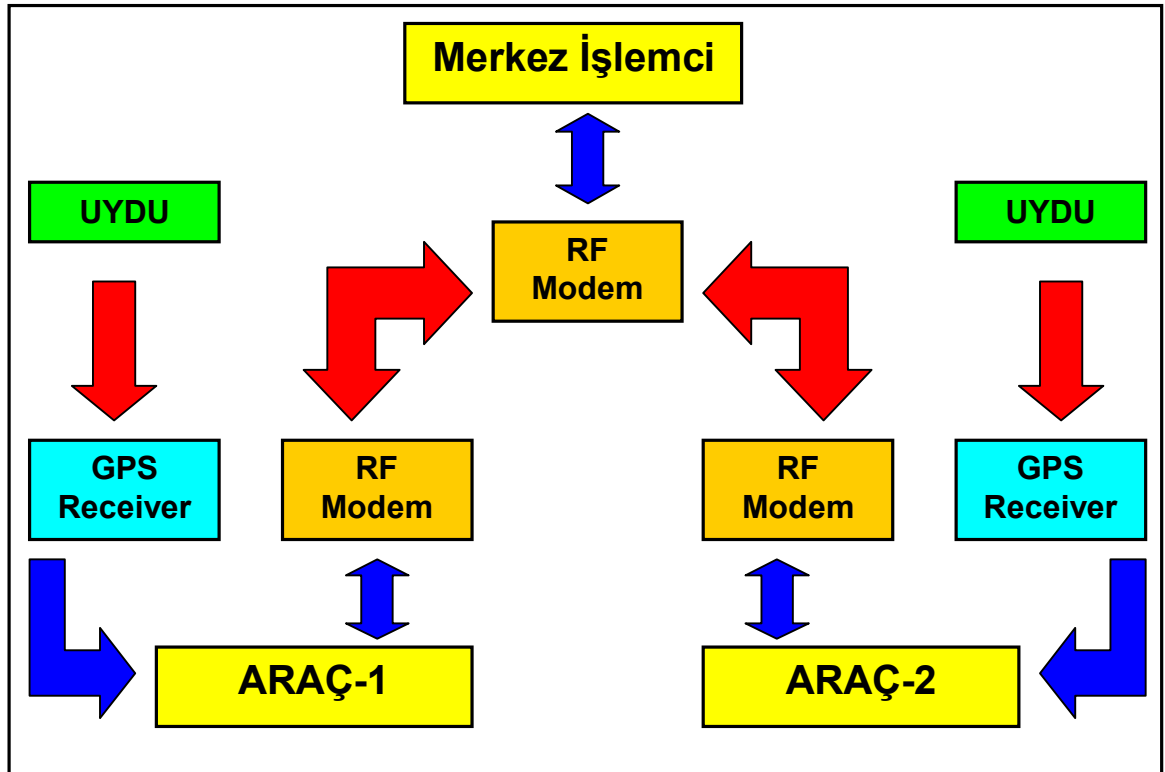 Merkez İşlemci
UYDU
UYDU
RF
Modem
GPS
Receiver
RF
Modem
RF
Modem
GPS
Receiver
ARAÇ-1
ARAÇ-2